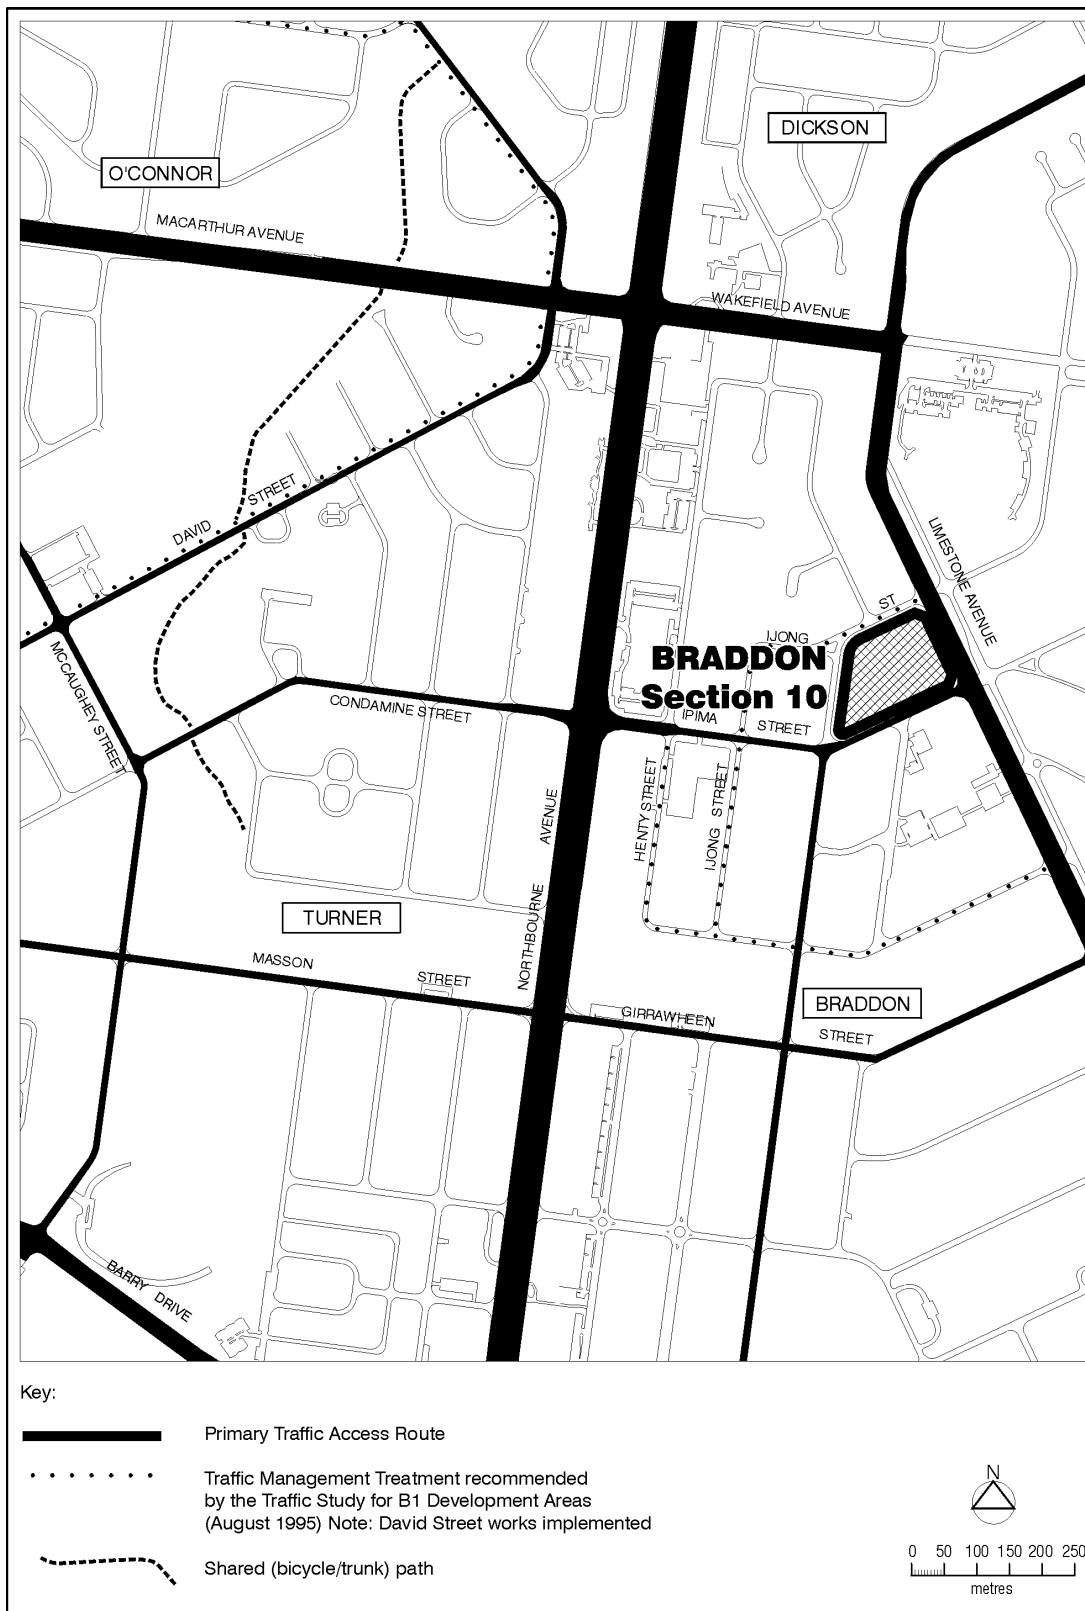 DICKSON
O'CONNOR
MACARTHUR AVENUE
WAKEFIELD AVENUE
DAVID STREET
LIMESTONE AVENUE
IJONG ST
BRADDON
Section 10
MCCAUGHEY STREET
CONDAMINE STREET
IPIMA STREET
HENTY STREET
IJONG STREET
NORTHBOURNE AVENUE
TURNER
MASSON STREET
BRADDON
GIRRAWHEEN STREET
BARRY DRIVE
Key:
Primary Traffic Access Route
Traffic Management Treatment recommended
by the Traffic Study for B1 Development Areas
(August 1995) Note: David Street works implemented
Shared (bicycle/trunk) path
N
0 50 100 150 200 250
metres